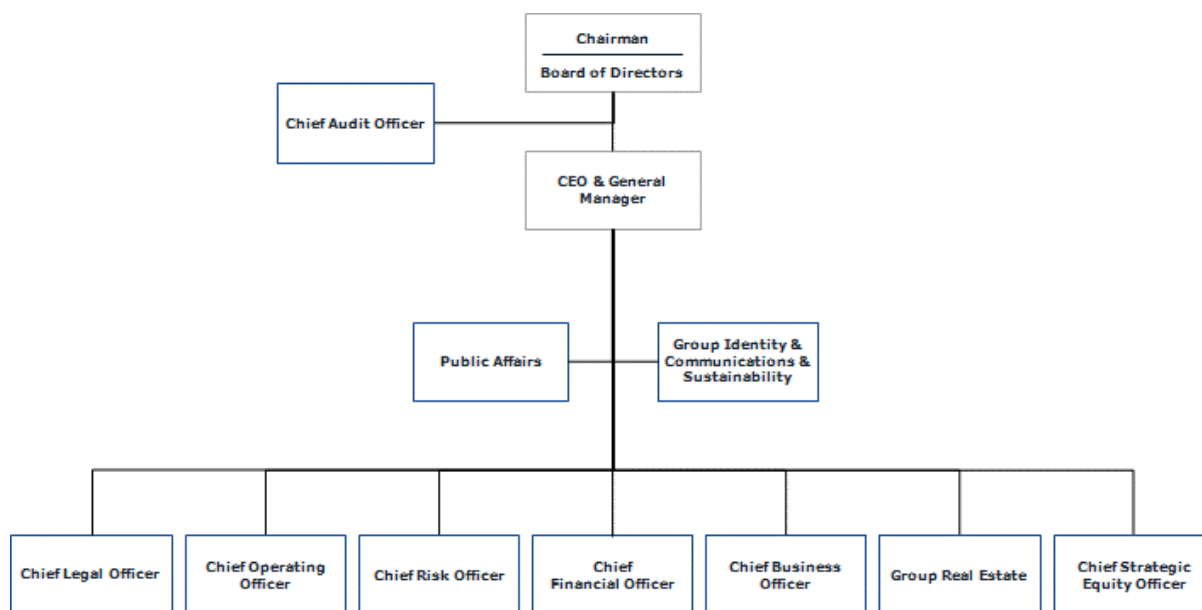 Chairman
Board of Directors
Chief Audit Officer
CEO & General
Manager
Public Affairs
Group Identity &
Communications &
Sustainability
Chief Legal Officer
Chief Operating
Officer
Chief Risk Officer
Chief
Financial Officer
Chief Business
Officer
Group Real Estate
Chief Strategic
Equity Officer